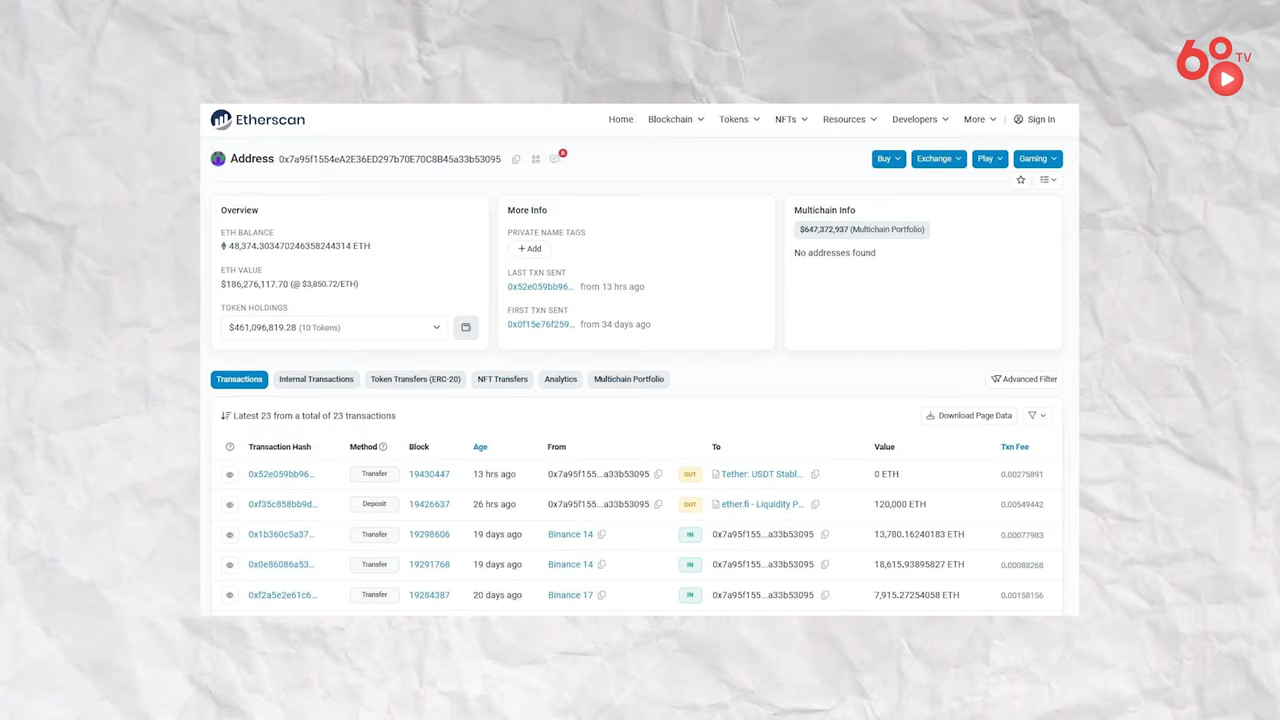 68 TV
Etherscan
Home Blockchain Tokens NFTs Resources Developers More Sign In
Address 0x7a95f1554eA2E36ED297b70E70C8B45a33b53095 6
Buy Exchange Play Gaming
Overview
ETH BALANCE
48,374.303470246358244314 ETH
ETH VALUE
$186,276,117.70 (@ $3,850.72/ETH)
TOKEN HOLDINGS
$461,096,819.28 (10 Tokens)
More Info
PRIVATE NAME TAGS
+ Add
LAST TXN SENT
0x52e059bb96... from 13 hrs ago
FIRST TXN SENT
0x0f15e76f259... from 34 days ago
Multichain Info
$647,372,937 (Multichain Portfolio)
No addresses found
Transactions Internal Transactions Token Transfers (ERC-20) NFT Transfers Analytics Multichain Portfolio Advanced Filter
Latest 23 from a total of 23 transactions Download Page Data
Transaction Hash Method Block Age From To Value Txn Fee
0x52e059bb96... Transfer 19430447 13 hrs ago 0x7a95f155...a33b53095 OUT Tether: USDT Stabl... 0 ETH 0.00275891
0xf35c858bb9d... Deposit 19426637 26 hrs ago 0x7a95f155...a33b53095 OUT ether.fi - Liquidity P... 120,000 ETH 0.00549442
0x1b360c5a37... Transfer 19298606 19 days ago Binance 14 IN 0x7a95f155...a33b53095 13,780.16240183 ETH 0.00077983
0x0e86086a53... Transfer 19291768 19 days ago Binance 14 IN 0x7a95f155...a33b53095 18,615.93895827 ETH 0.00088268
0xf2a5e2e61c6... Transfer 19284387 20 days ago Binance 17 IN 0x7a95f155...a33b53095 7,915.27254058 ETH 0.00158156